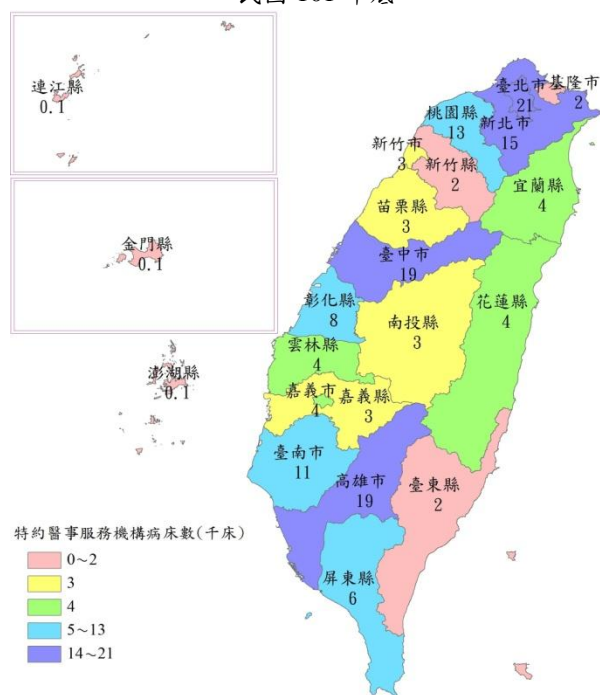 民國 101 年底
連江縣
0.1
金門縣
0.1
澎湖縣
0.1
臺北市
21
基隆市
2
桃園縣
13
新北市
15
新竹市
3
新竹縣
2
宜蘭縣
4
苗栗縣
3
臺中市
19
彰化縣
8
南投縣
3
花蓮縣
4
雲林縣
4
嘉義市
4
嘉義縣
3
臺南市
11
高雄市
19
臺東縣
2
屏東縣
6
特約醫事服務機構病床數(千床)
0~2
3
4
5~13
14~21